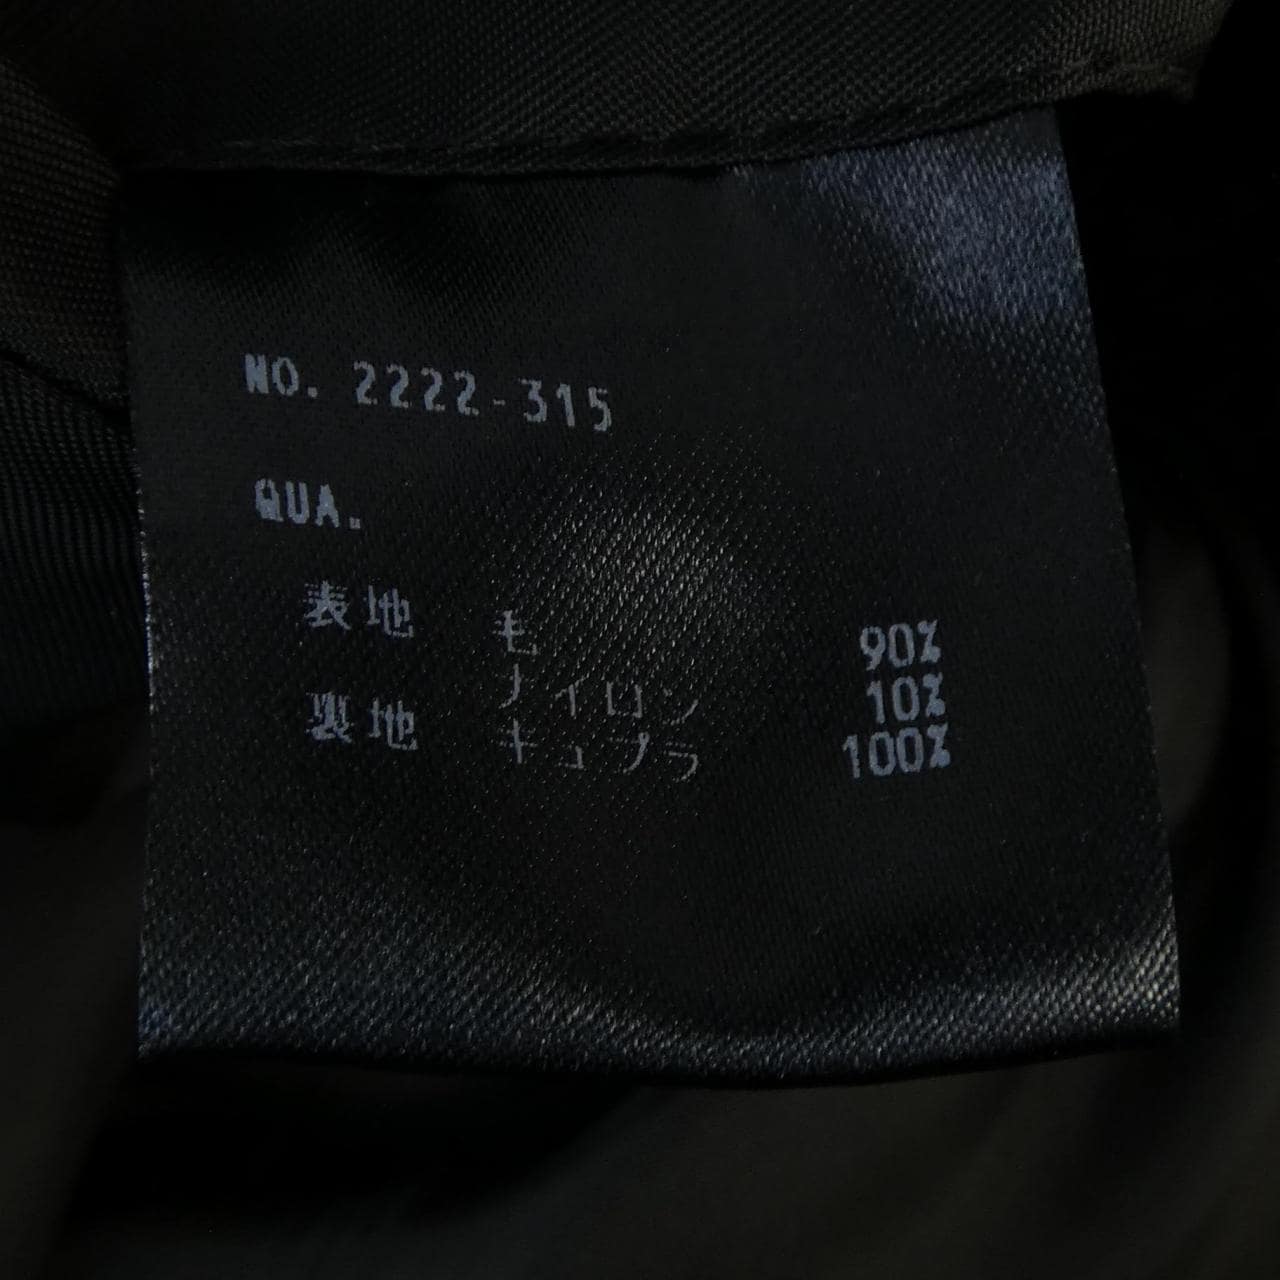 NO. 2222-315
QUA.
表地 毛 90%
ナイロン 10%
裏地 キュプラ 100%